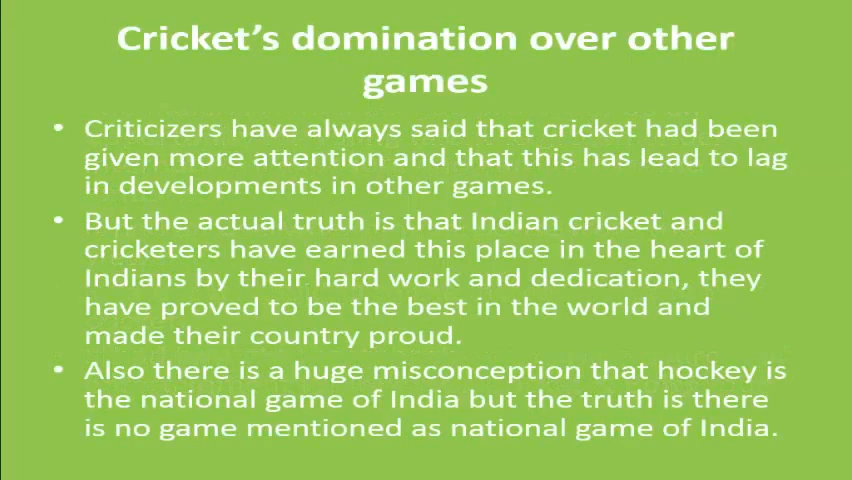 Cricket's domination over other
games
• Criticizers have always said that cricket had been
given more attention and that this has lead to lag
in developments in other games.
• But the actual truth is that Indian cricket and
cricketers have earned this place in the heart of
Indians by their hard work and dedication, they
have proved to be the best in the world and
made their country proud.
• Also there is a huge misconception that hockey is
the national game of India but the truth is there
is no game mentioned as national game of India.